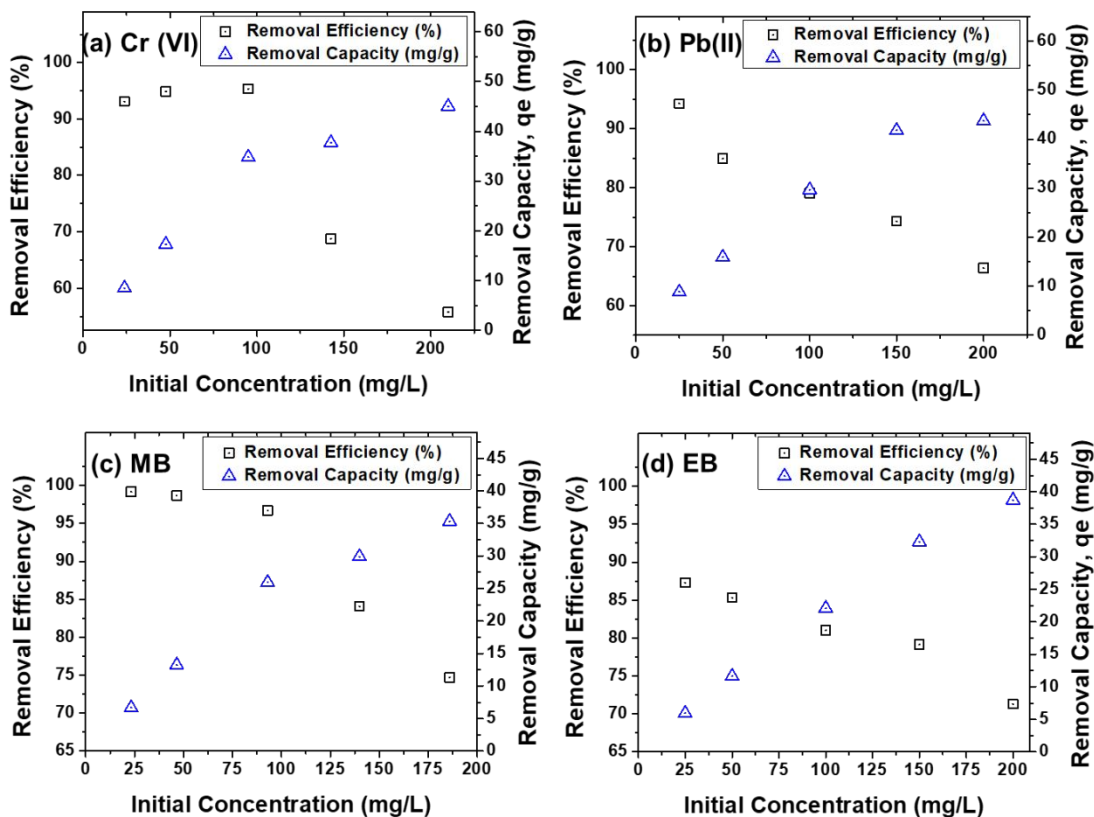 (a) Cr (VI)
Removal Efficiency (%)
Removal Capacity (mg/g)
Removal Efficiency (%)
100
90
80
70
60
60
50
40
30
20
10
0
Removal Capacity, qe (mg/g)
0 50 100 150 200
Initial Concentration (mg/L)
(b) Pb(II)
Removal Efficiency (%)
Removal Capacity (mg/g)
Removal Efficiency (%)
100
90
80
70
60
60
50
40
30
20
10
0
Removal Capacity, qe (mg/g)
0 50 100 150 200
Initial Concentration (mg/L)
(c) MB
Removal Efficiency (%)
Removal Capacity (mg/g)
Removal Efficiency (%)
100
95
90
85
80
75
70
65
45
40
35
30
25
20
15
10
5
0
Removal Capacity (mg/g)
0 25 50 75 100 125 150 175 200
Initial Concentration (mg/L)
(d) EB
Removal Efficiency (%)
Removal Capacity (mg/g)
Removal Efficiency (%)
100
95
90
85
80
75
70
65
45
40
35
30
25
20
15
10
5
0
Removal Capacity, qe (mg/g)
0 25 50 75 100 125 150 175 200
Initial Concentration (mg/L)